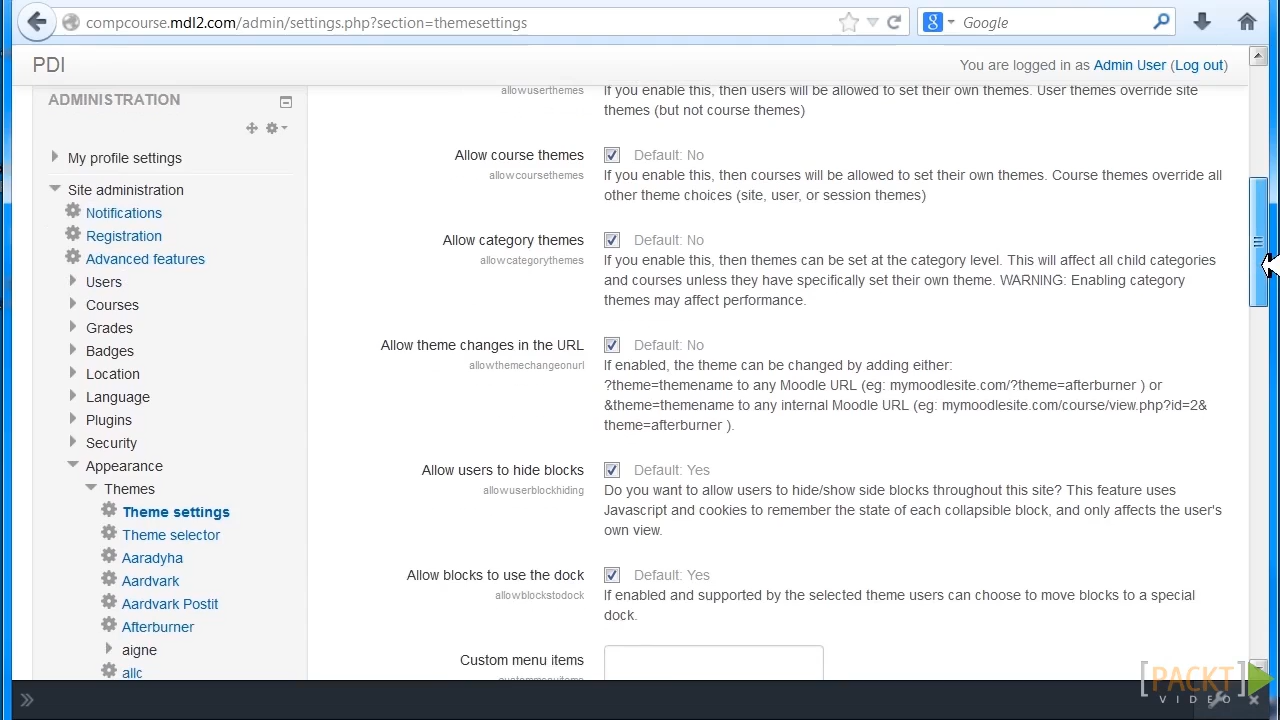 compcourse.mdl2.com/admin/settings.php?section=themesettings
Google
PDI
You are logged in as Admin User (Log out)
ADMINISTRATION
My profile settings
Site administration
Notifications
Registration
Advanced features
Users
Courses
Grades
Badges
Location
Language
Plugins
Security
Appearance
Themes
Theme settings
Theme selector
Aaradyha
Aardvark
Aardvark Postit
Afterburner
aigne
allc
allowuserthemes
If you enable this, then users will be allowed to set their own themes. User themes override site
themes (but not course themes)
Allow course themes
allowcoursethemes
Default: No
If you enable this, then courses will be allowed to set their own themes. Course themes override all
other theme choices (site, user, or session themes)
Allow category themes
allowcategorythemes
Default: No
If you enable this, then themes can be set at the category level. This will affect all child categories
and courses unless they have specifically set their own theme. WARNING: Enabling category
themes may affect performance.
Allow theme changes in the URL
allowthemechangeonurl
Default: No
If enabled, the theme can be changed by adding either:
?theme=themename to any Moodle URL (eg: mymoodlesite.com/?theme=afterburner ) or
&theme=themename to any internal Moodle URL (eg: mymoodlesite.com/course/view.php?id=2&
theme=afterburner ).
Allow users to hide blocks
allowuserblockhiding
Default: Yes
Do you want to allow users to hide/show side blocks throughout this site? This feature uses
Javascript and cookies to remember the state of each collapsible block, and only affects the user's
own view.
Allow blocks to use the dock
allowblockstodock
Default: Yes
If enabled and supported by the selected theme users can choose to move blocks to a special
dock.
Custom menu items
custommenuitems
[PACKT]
VIDEO